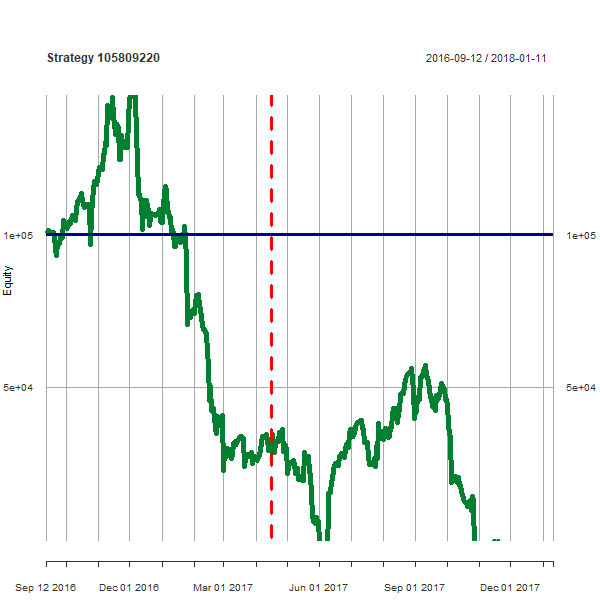 Strategy 105809220
2016-09-12 / 2018-01-11
1e+05
1e+05
Equity
5e+04
5e+04
Sep 12 2016
Dec 01 2016
Mar 01 2017
Jun 01 2017
Sep 01 2017
Dec 01 2017